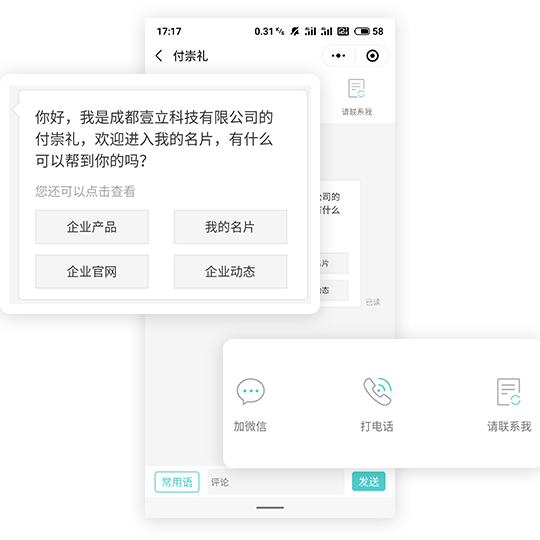 17:17
0.31 K/s
58
付崇礼
请联系我
你好，我是成都壹立科技有限公司的
付崇礼，欢迎进入我的名片，有什么
可以帮到你的吗?
您还可以点击查看
企业产品
我的名片
企业官网
企业动态
公司的
有什么
名片
动态
已读
加微信
打电话
请联系我
常用语
评论
发送